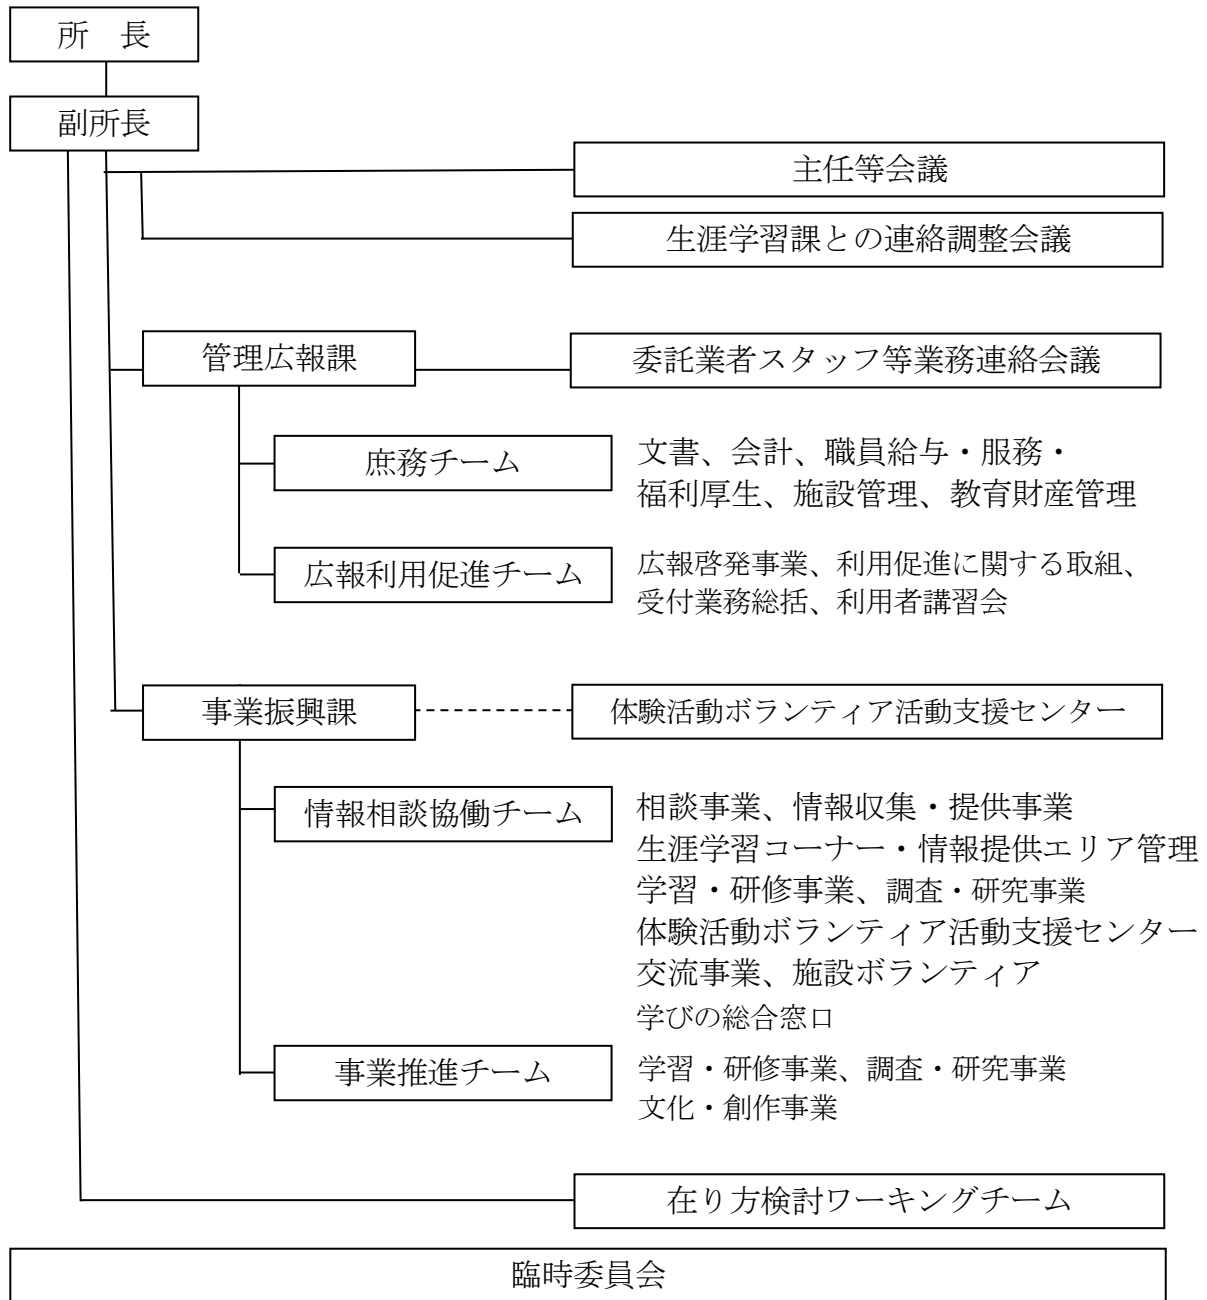 所　長
副所長
主任等会議
生涯学習課との連絡調整会議
管理広報課
委託業者スタッフ等業務連絡会議
庶務チーム
文書、会計、職員給与・服務・
福利厚生、施設管理、教育財産管理
広報利用促進チーム
広報啓発事業、利用促進に関する取組、
受付業務総括、利用者講習会
事業振興課
体験活動ボランティア活動支援センター
情報相談協働チーム
相談事業、情報収集・提供事業
生涯学習コーナー・情報提供エリア管理
学習・研修事業、調査・研究事業
体験活動ボランティア活動支援センター
交流事業、施設ボランティア
学びの総合窓口
事業推進チーム
学習・研修事業、調査・研究事業
文化・創作事業
在り方検討ワーキングチーム
臨時委員会